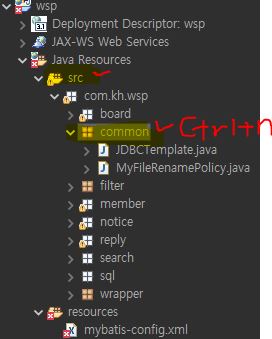 wsp
Deployment Descriptor: wsp
JAX-WS Web Services
Java Resources
src
com.kh.wsp
board
common
Ctrl+n
JDBCTemplate.java
MyFileRenamePolicy.java
filter
member
notice
reply
search
sql
wrapper
resources
mybatis-config.xml